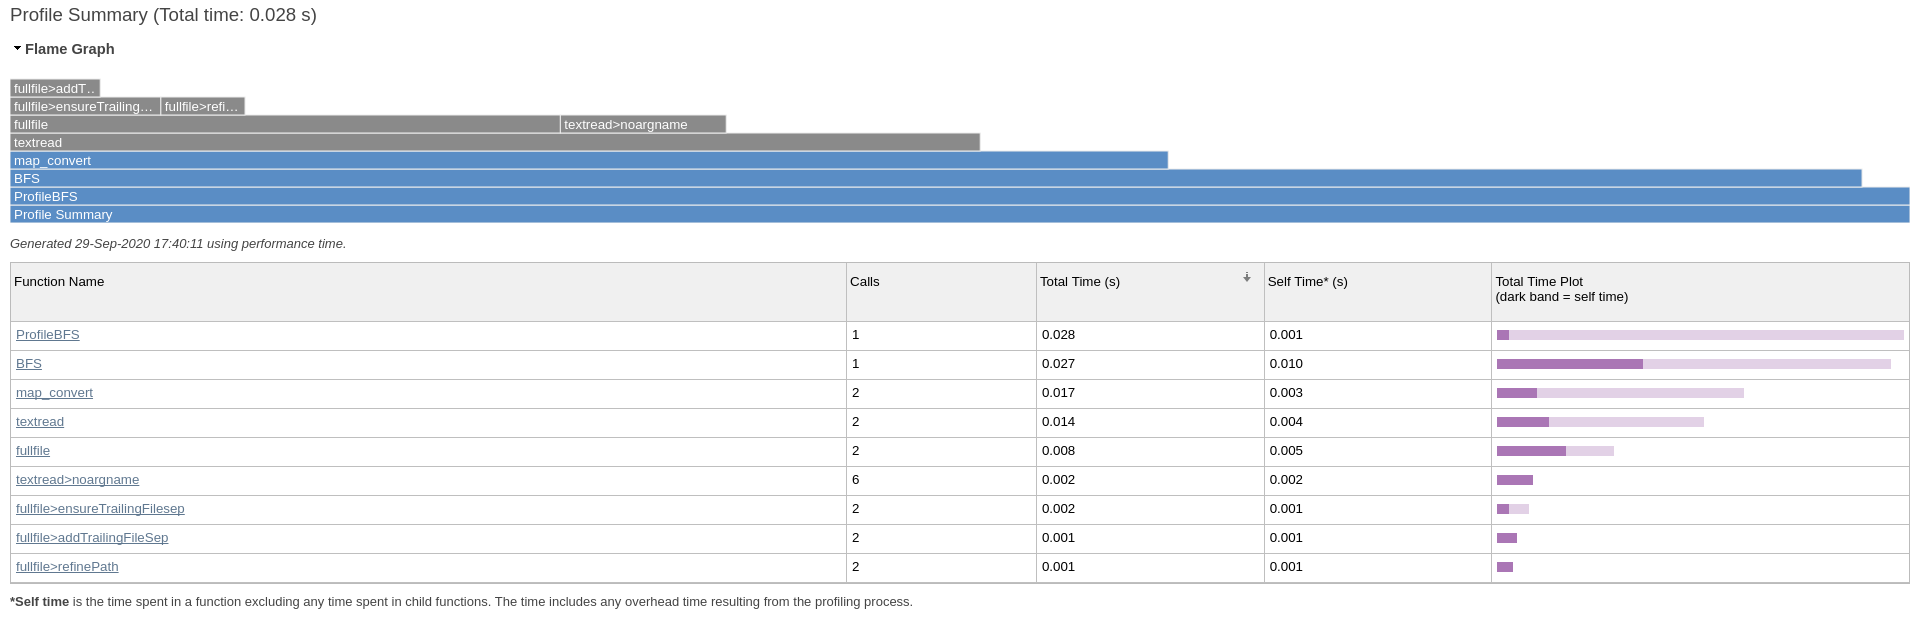 Profile Summary (Total time: 0.028 s)
Flame Graph
fullfile>addT..
fullfile>ensureTrailing... fullfile>refi...
fullfile textread>noargname
textread
map_convert
BFS
ProfileBFS
Profile Summary
Generated 29-Sep-2020 17:40:11 using performance time.
Function Name Calls Total Time (s) Self Time* (s) Total Time Plot
(dark band = self time)
ProfileBFS 1 0.028 0.001
BFS 1 0.027 0.010
map_convert 2 0.017 0.003
textread 2 0.014 0.004
fullfile 2 0.008 0.005
textread>noargname 6 0.002 0.002
fullfile>ensureTrailingFilesep 2 0.002 0.001
fullfile>addTrailingFileSep 2 0.001 0.001
fullfile>refinePath 2 0.001 0.001
*Self time is the time spent in a function excluding any time spent in child functions. The time includes any overhead time resulting from the profiling process.